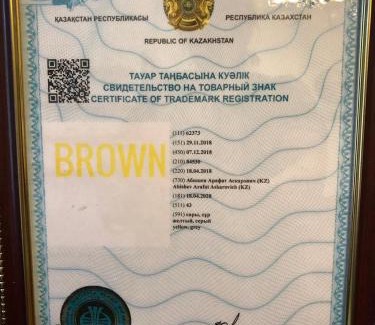 ҚАЗАҚСТАН РЕСПУБЛИКАСЫ
РЕСПУБЛИКА КАЗАХСТАН
REPUBLIC OF KAZAKHSTAN
ТАУАР ТАҢБАСЫНА КУӘЛІК
СВИДЕТЕЛЬСТВО НА ТОВАРНЫЙ ЗНАК
CERTIFICATE OF TRADEMARK REGISTRATION
BROWN
(111) 62373
(151) 29.11.2018
(450) 07.12.2018
(210) 84930
(220) 18.04.2018
(730) Абишев Арафат Аскарович (KZ)
Abishev Arafat Askarovich (KZ)
(181) 18.04.2028
(511) 43
(591) сары, сұр
желтый, серый
yellow, grey